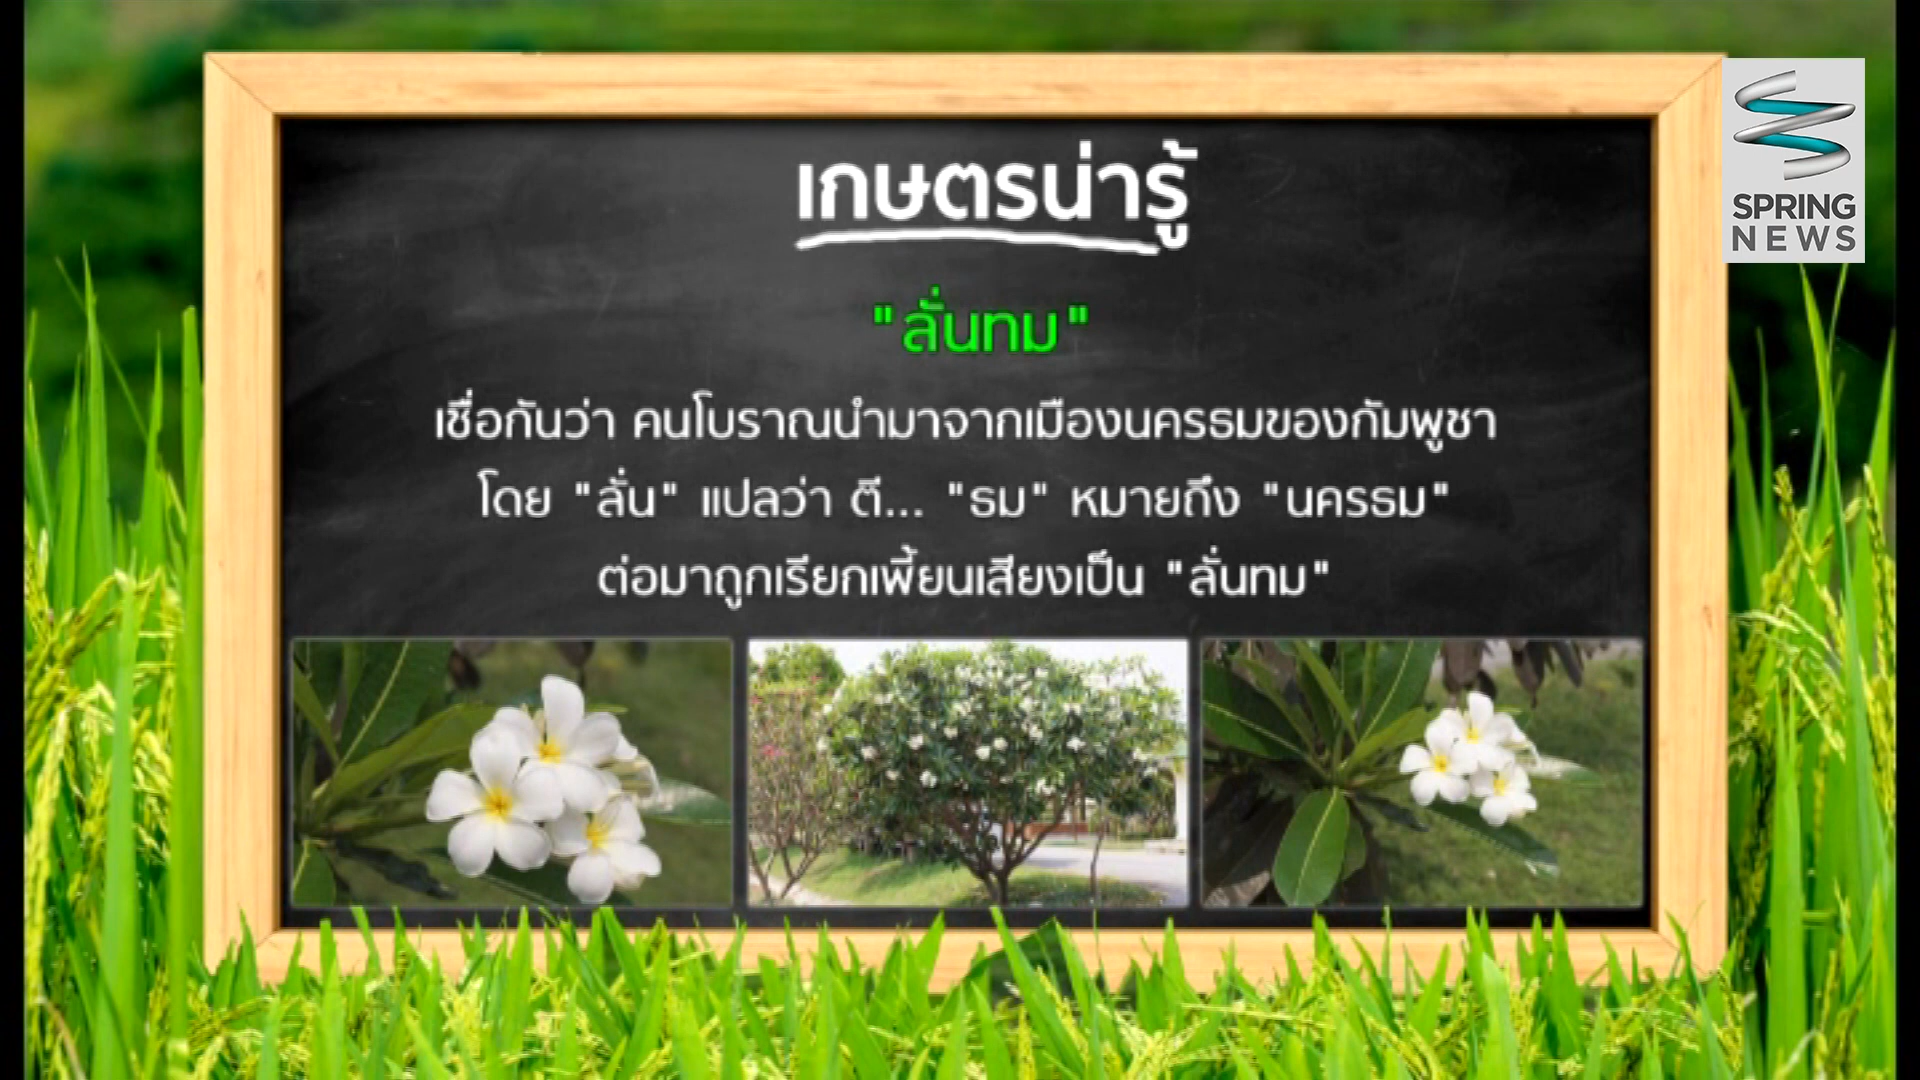 เกษตรน่ารู้
SPRING
NEWS
"ลั่นทม"
เชื่อกันว่า คนโบราณนำมาจากเมืองนครธมของกัมพูชา
โดย "ลั่น" แปลว่า ตี... "ธม" หมายถึง "นครธม"
ต่อมาถูกเรียกเพี้ยนเสียงเป็น "ลั่นทม"